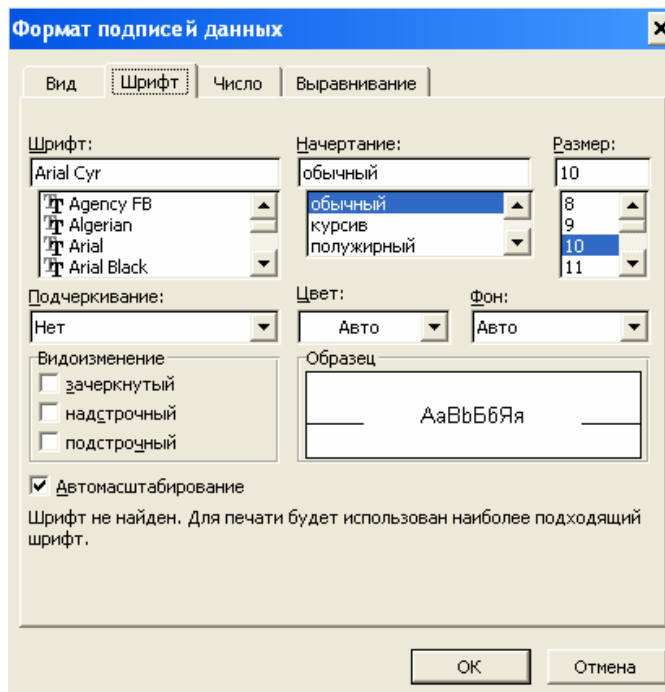 Формат подписей данных
Вид Шрифт Число Выравнивание
Шрифт: Начертание: Размер:
Arial Cyr обычный 10
Agency FB обычный 8
Algerian курсив 9
Arial полужирный 10
Arial Black 11
Подчеркивание: Цвет: Фон:
Нет Авто Авто
Видоизменение Образец
зачеркнутый
надстрочный АаВbБбЯя
подстрочный
Автомасштабирование
Шрифт не найден. Для печати будет использован наиболее подходящий
шрифт.
ОК Отмена